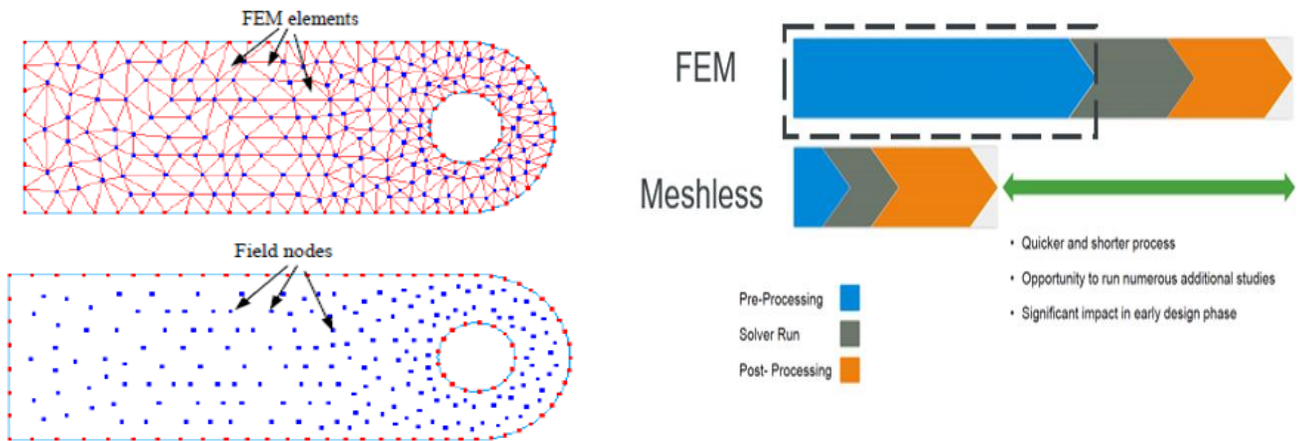 FEM elements
Field nodes
FEM
Meshless
• Quicker and shorter process
• Opportunity to run numerous additional studies
• Significant impact in early design phase
Pre-Processing
Solver Run
Post- Processing